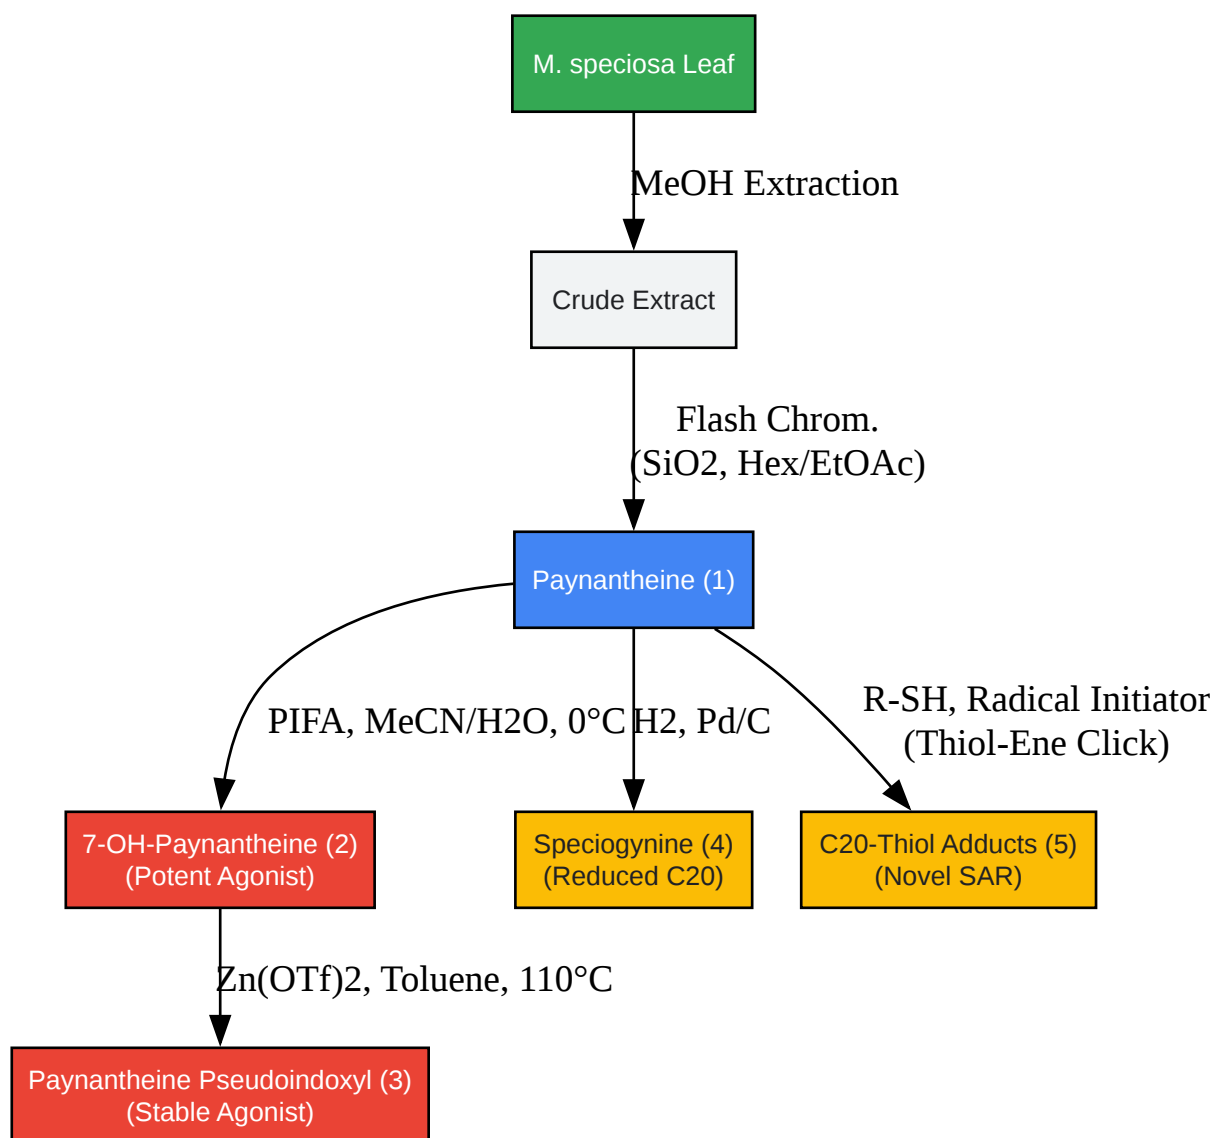 M. speciosa Leaf
MeOH Extraction
Crude Extract
Flash Chrom.
(SiO2, Hex/EtOAc)
Paynantheine (1)
PIFA, MeCN/H2O, 0°C
H2, Pd/C
R-SH, Radical Initiator
(Thiol-Ene Click)
7-OH-Paynantheine (2)
(Potent Agonist)
Speciogynine (4)
(Reduced C20)
C20-Thiol Adducts (5)
(Novel SAR)
Zn(OTf)2, Toluene, 110°C
Paynantheine Pseudoindoxyl (3)
(Stable Agonist)